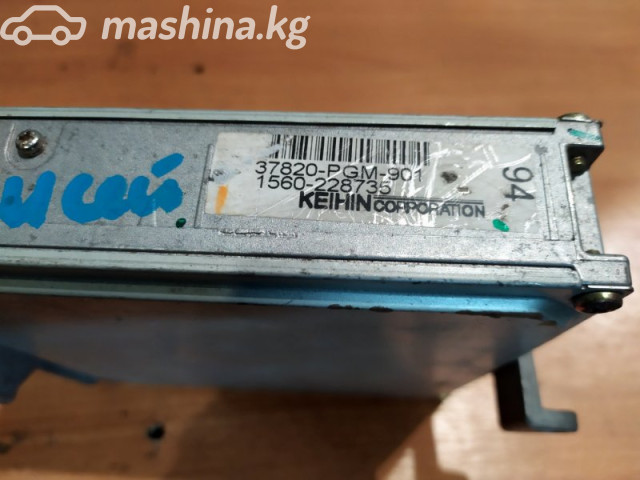 mashina.kg
37820-PGM-901
1560-228735
KEIHIN CORPORATION
94